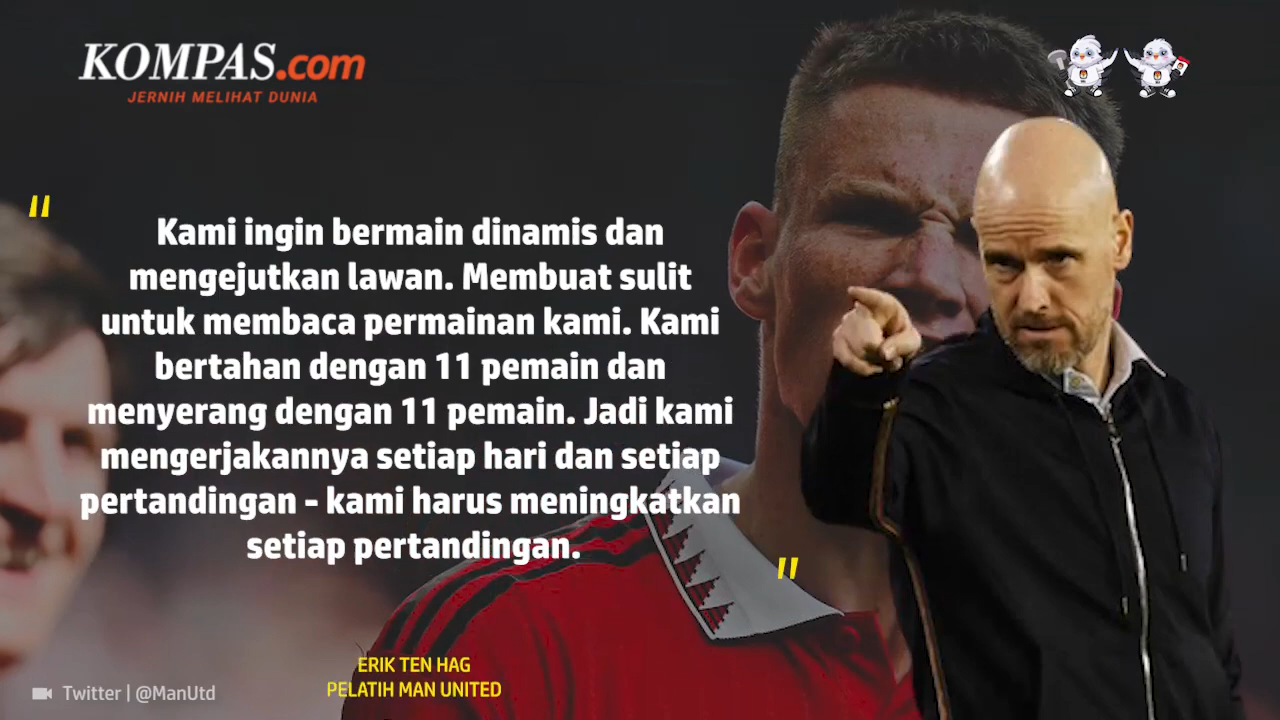 KOMPAS.com
JERNIH MELIHAT DUNIA
"
Kami ingin bermain dinamis dan
mengejutkan lawan. Membuat sulit
untuk membaca permainan kami. Kami
bertahan dengan 11 pemain dan
menyerang dengan 11 pemain. Jadi kami
mengerjakannya setiap hari dan setiap
pertandingan - kami harus meningkatkan
setiap pertandingan.
"
ERIK TEN HAG
PELATIH MAN UNITED
Twitter | @ManUtd